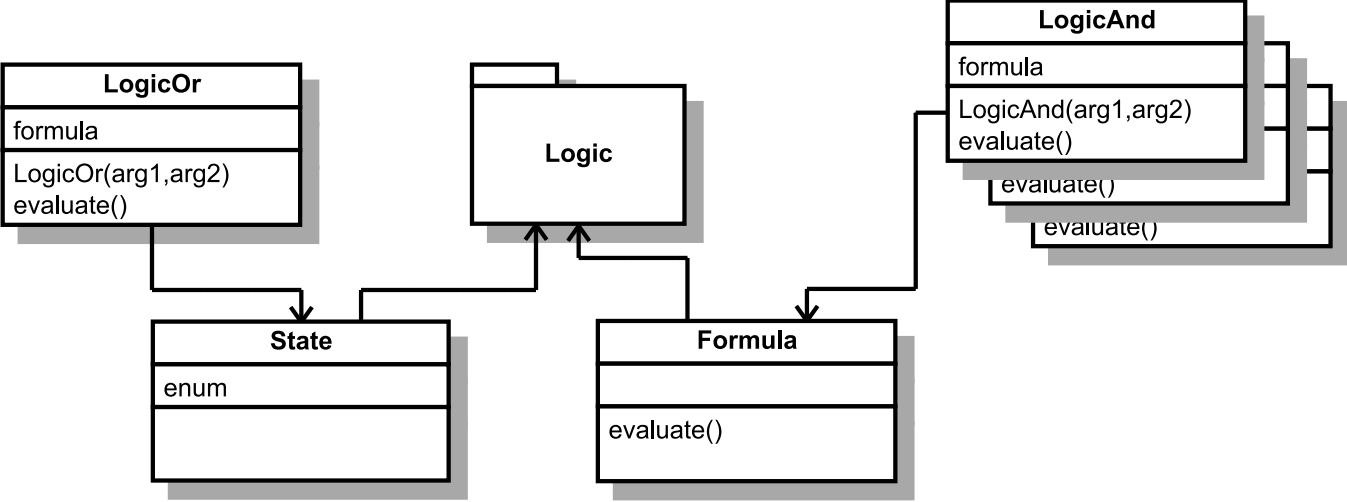 LogicOr
formula
LogicOr(arg1,arg2)
evaluate()
Logic
LogicAnd
formula
LogicAnd(arg1,arg2)
evaluate()
evaluate()
evaluate()
State
enum
Formula
evaluate()